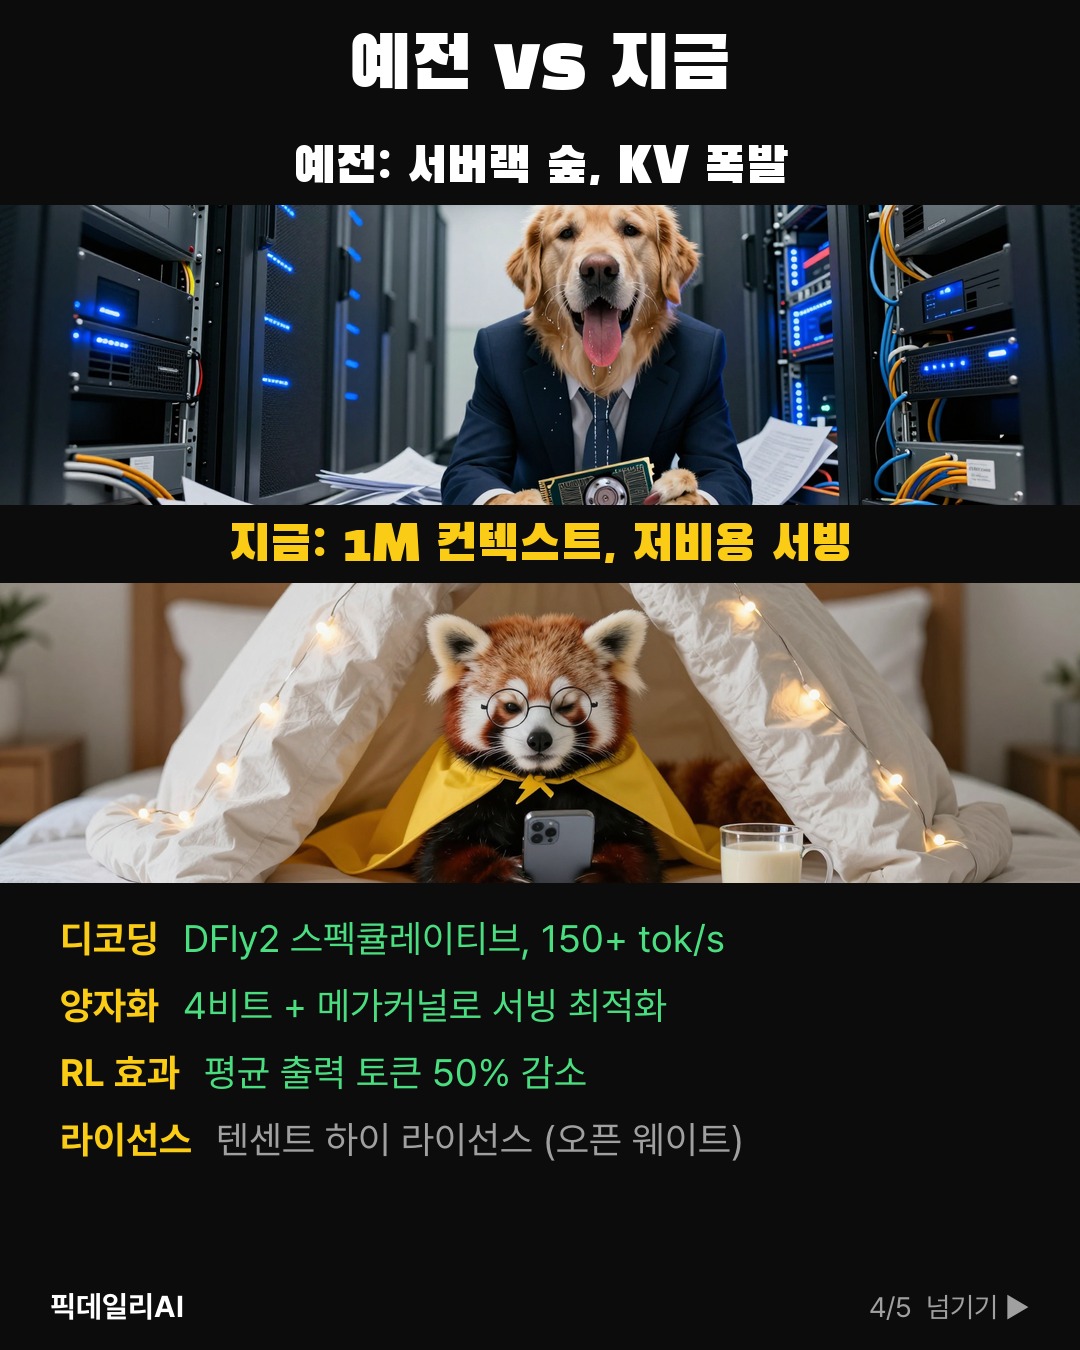 예전 vs 지금
예전: 서버랙 숲, KV 폭발
지금: 1M 컨텍스트, 저비용 서빙
디코딩 DFly2 스펙큘레이티브, 150+ tok/s
양자화 4비트 + 메가커널로 서빙 최적화
RL 효과 평균 출력 토큰 50% 감소
라이선스 텐센트 하이 라이선스 (오픈 웨이트)
픽데일리AI
4/5 넘기기 ▶